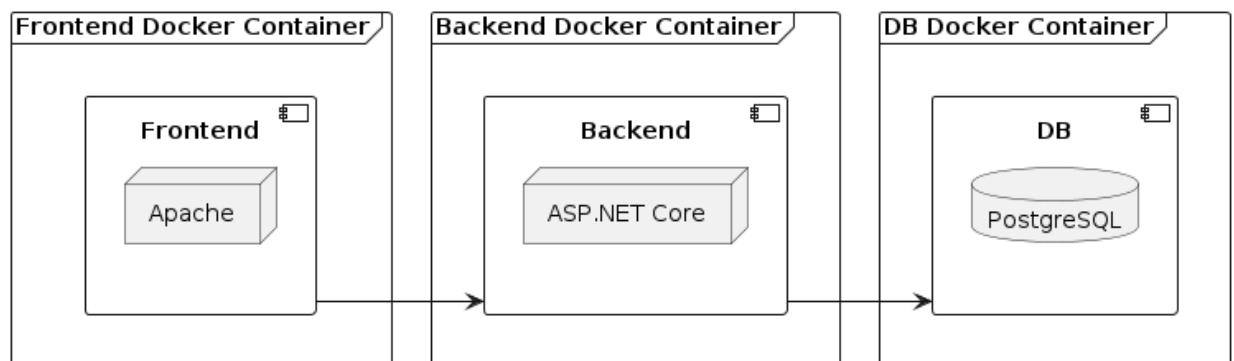 Frontend Docker Container
Backend Docker Container
DB Docker Container
Frontend
Backend
DB
Apache
ASP.NET Core
PostgreSQL